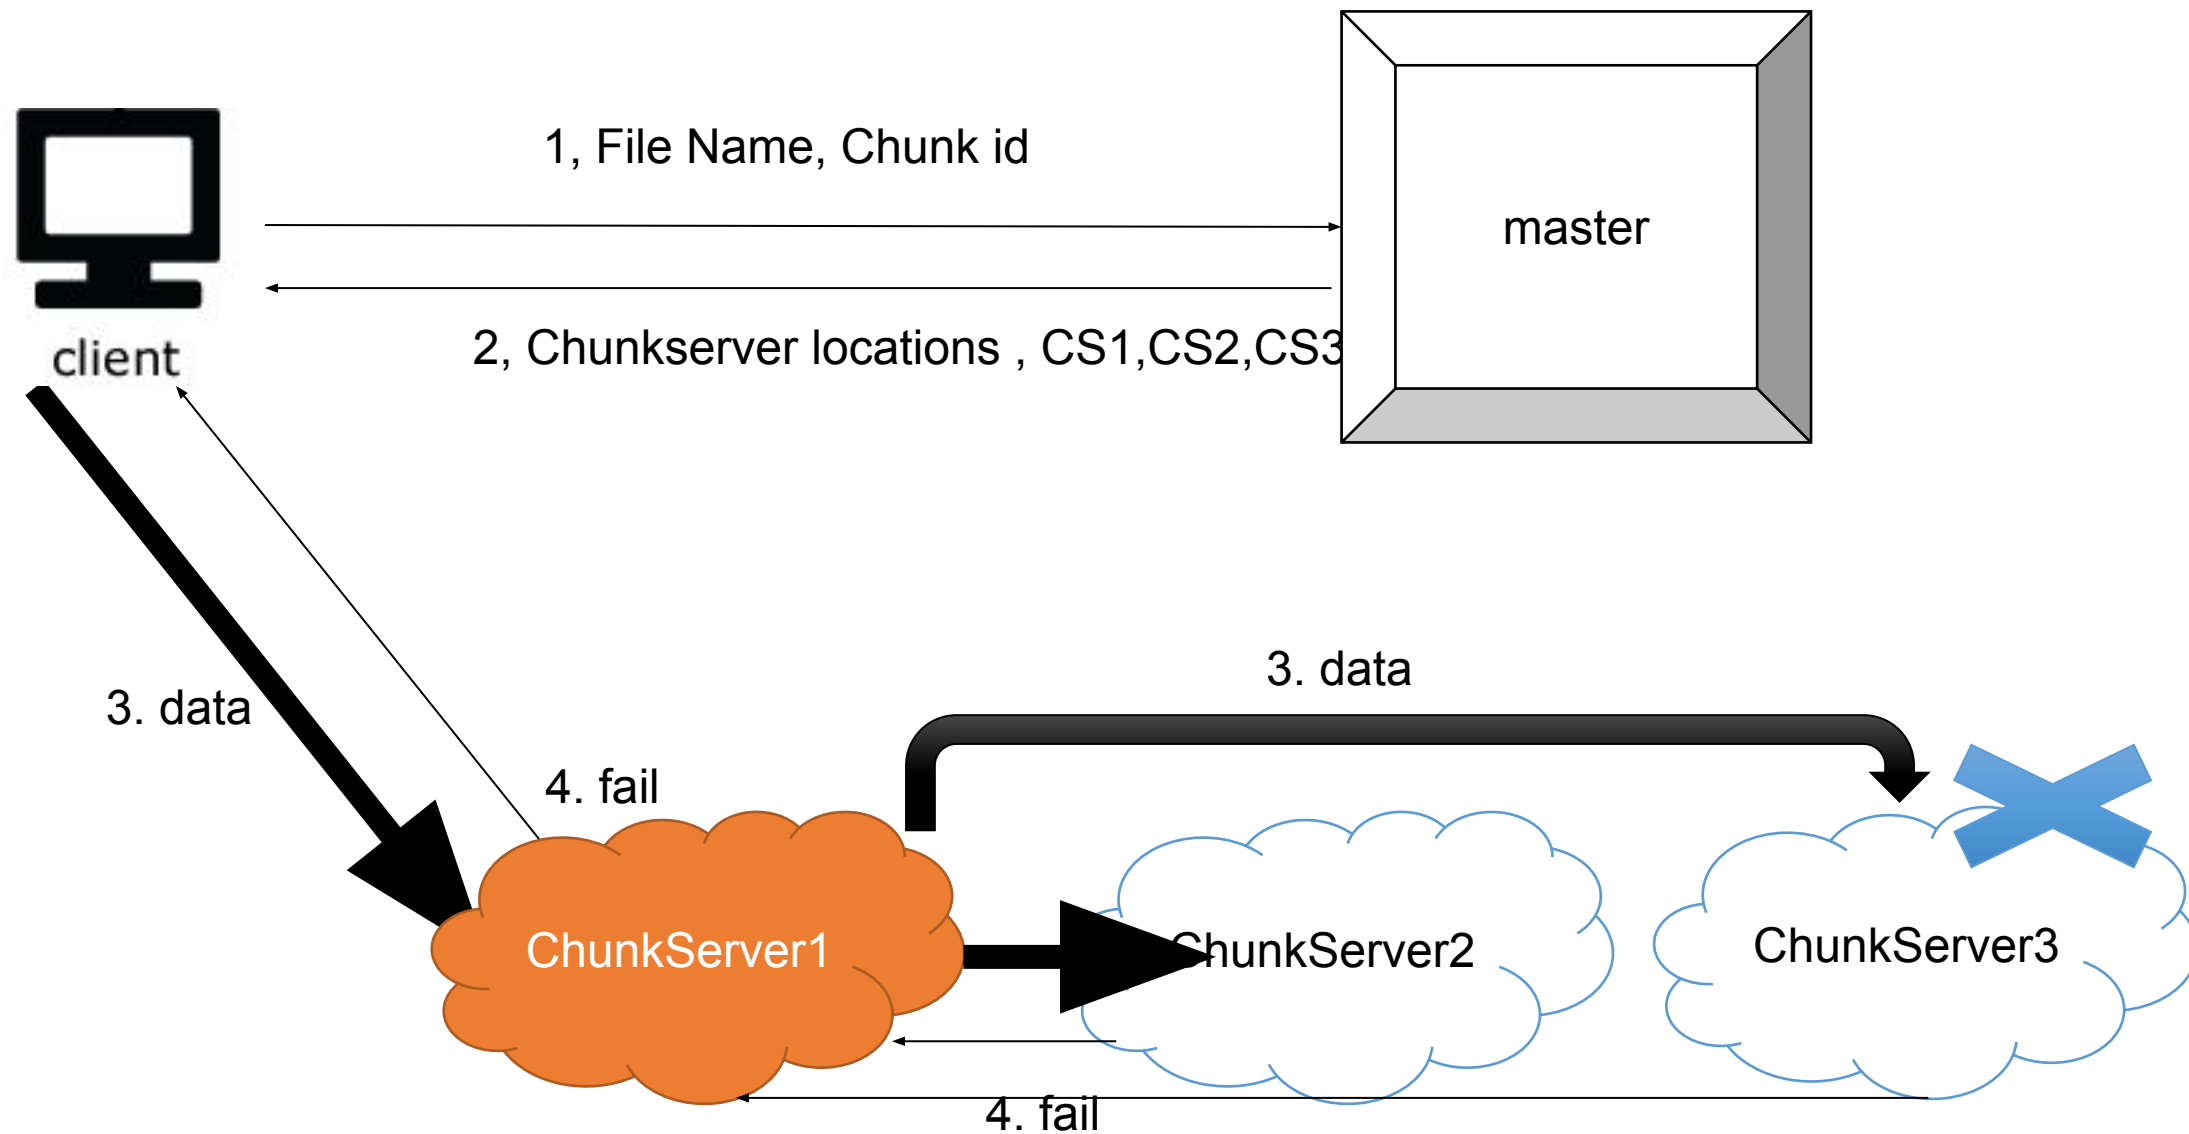 1, File Name, Chunk id
master
client
2, Chunkserver locations , CS1,CS2,CS3
3. data
3. data
4. fail
ChunkServer1
ChunkServer2
ChunkServer3
4. fail